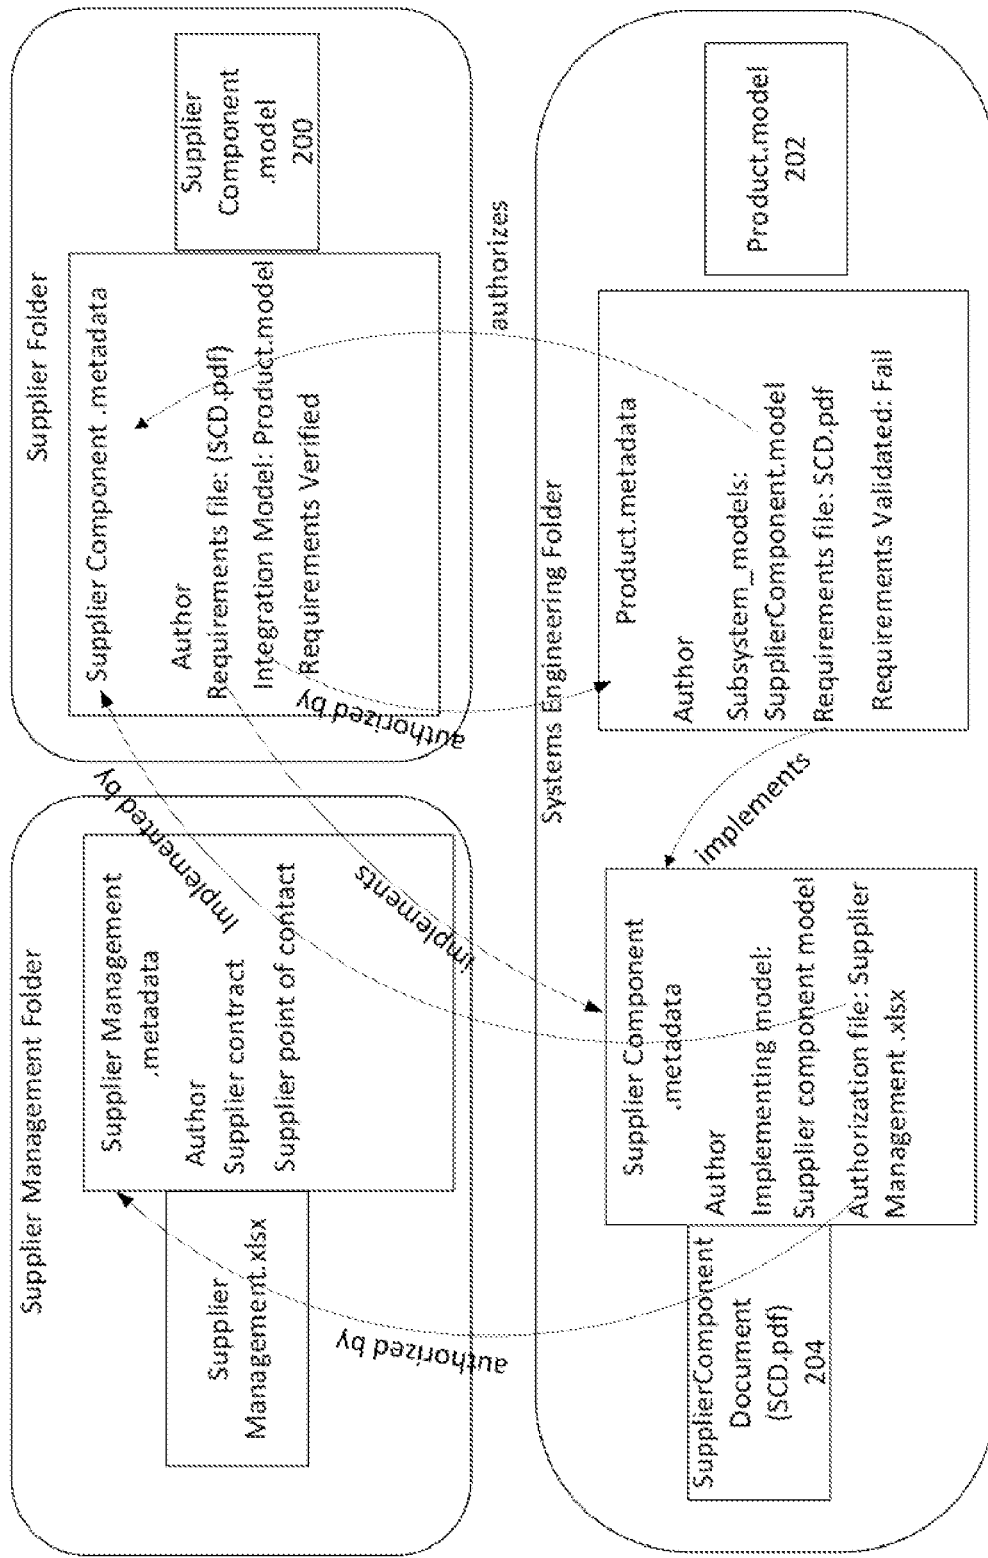 Supplier Management Folder
Supplier
Management.xlsx
Supplier Management
.metadata
Author
Supplier contract
Supplier point of contact
Supplier Folder
Supplier Component .metadata
Author
Requirements file: (SCD.pdf)
Integration Model: Product.model
Requirements Verified
Supplier
Component
.model
200
authorized by
Implemented by
implements
authorized by
authorizes
Systems Engineering Folder
SupplierComponent
Document
(SCD.pdf)
204
Supplier Component
.metadata
Author
Implementing model:
Supplier component model
Authorization file: Supplier
Management .xlsx
implements
Product.metadata
Author
Subsystem_models:
SupplierComponent.model
Requirements file: SCD.pdf
Requirements Validated: Fail
Product.model
202